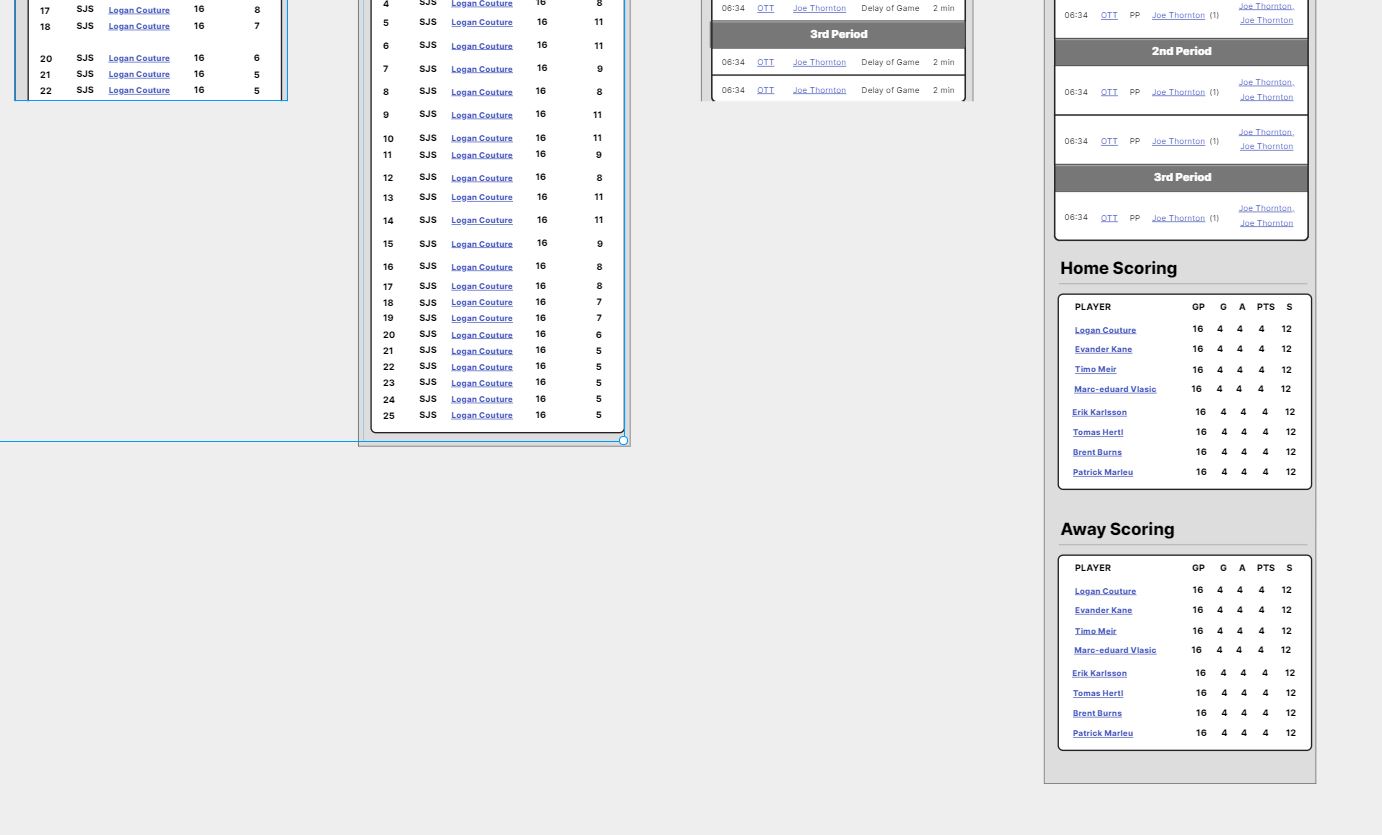 17 SJS Logan Couture 16 8
18 SJS Logan Couture 16 7
20 SJS Logan Couture 16 6
21 SJS Logan Couture 16 5
22 SJS Logan Couture 16 5
4 SJS Logan Couture 16 8
5 SJS Logan Couture 16 11
6 SJS Logan Couture 16 11
7 SJS Logan Couture 16 9
8 SJS Logan Couture 16 8
9 SJS Logan Couture 16 11
10 SJS Logan Couture 16 11
11 SJS Logan Couture 16 9
12 SJS Logan Couture 16 8
13 SJS Logan Couture 16 11
14 SJS Logan Couture 16 11
15 SJS Logan Couture 16 9
16 SJS Logan Couture 16 8
17 SJS Logan Couture 16 8
18 SJS Logan Couture 16 7
19 SJS Logan Couture 16 7
20 SJS Logan Couture 16 6
21 SJS Logan Couture 16 5
22 SJS Logan Couture 16 5
23 SJS Logan Couture 16 5
24 SJS Logan Couture 16 5
25 SJS Logan Couture 16 5
06:34 OTT Joe Thornton Delay of Game 2 min
3rd Period
06:34 OTT Joe Thornton Delay of Game 2 min
06:34 OTT Joe Thornton Delay of Game 2 min
06:34 OTT PP Joe Thornton (1) Joe Thornton,
Joe Thornton
2nd Period
06:34 OTT PP Joe Thornton (1) Joe Thornton,
Joe Thornton
06:34 OTT PP Joe Thornton (1) Joe Thornton,
Joe Thornton
3rd Period
06:34 OTT PP Joe Thornton (1) Joe Thornton,
Joe Thornton
Home Scoring
PLAYER GP G A PTS S
Logan Couture 16 4 4 4 12
Evander Kane 16 4 4 4 12
Timo Meir 16 4 4 4 12
Marc-eduard Vlasic 16 4 4 4 12
Erik Karlsson 16 4 4 4 12
Tomas Hertl 16 4 4 4 12
Brent Burns 16 4 4 4 12
Patrick Marleu 16 4 4 4 12
Away Scoring
PLAYER GP G A PTS S
Logan Couture 16 4 4 4 12
Evander Kane 16 4 4 4 12
Timo Meir 16 4 4 4 12
Marc-eduard Vlasic 16 4 4 4 12
Erik Karlsson 16 4 4 4 12
Tomas Hertl 16 4 4 4 12
Brent Burns 16 4 4 4 12
Patrick Marleu 16 4 4 4 12